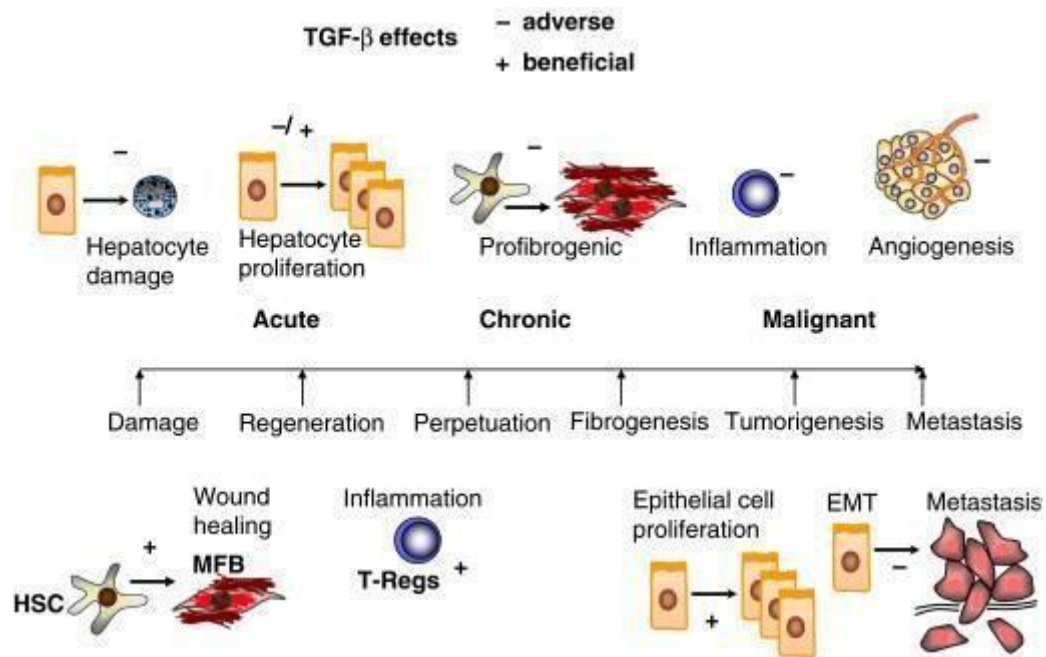 TGF-β effects
– adverse
+ beneficial
–
–/ +
–
–
–
Hepatocyte
damage
Hepatocyte
proliferation
Profibrogenic
Inflammation
Angiogenesis
Acute
Chronic
Malignant
Damage
Regeneration
Perpetuation
Fibrogenesis
Tumorigenesis
Metastasis
Wound
healing
+
MFB
HSC
Inflammation
T-Regs +
Epithelial cell
proliferation
+
EMT
–
Metastasis